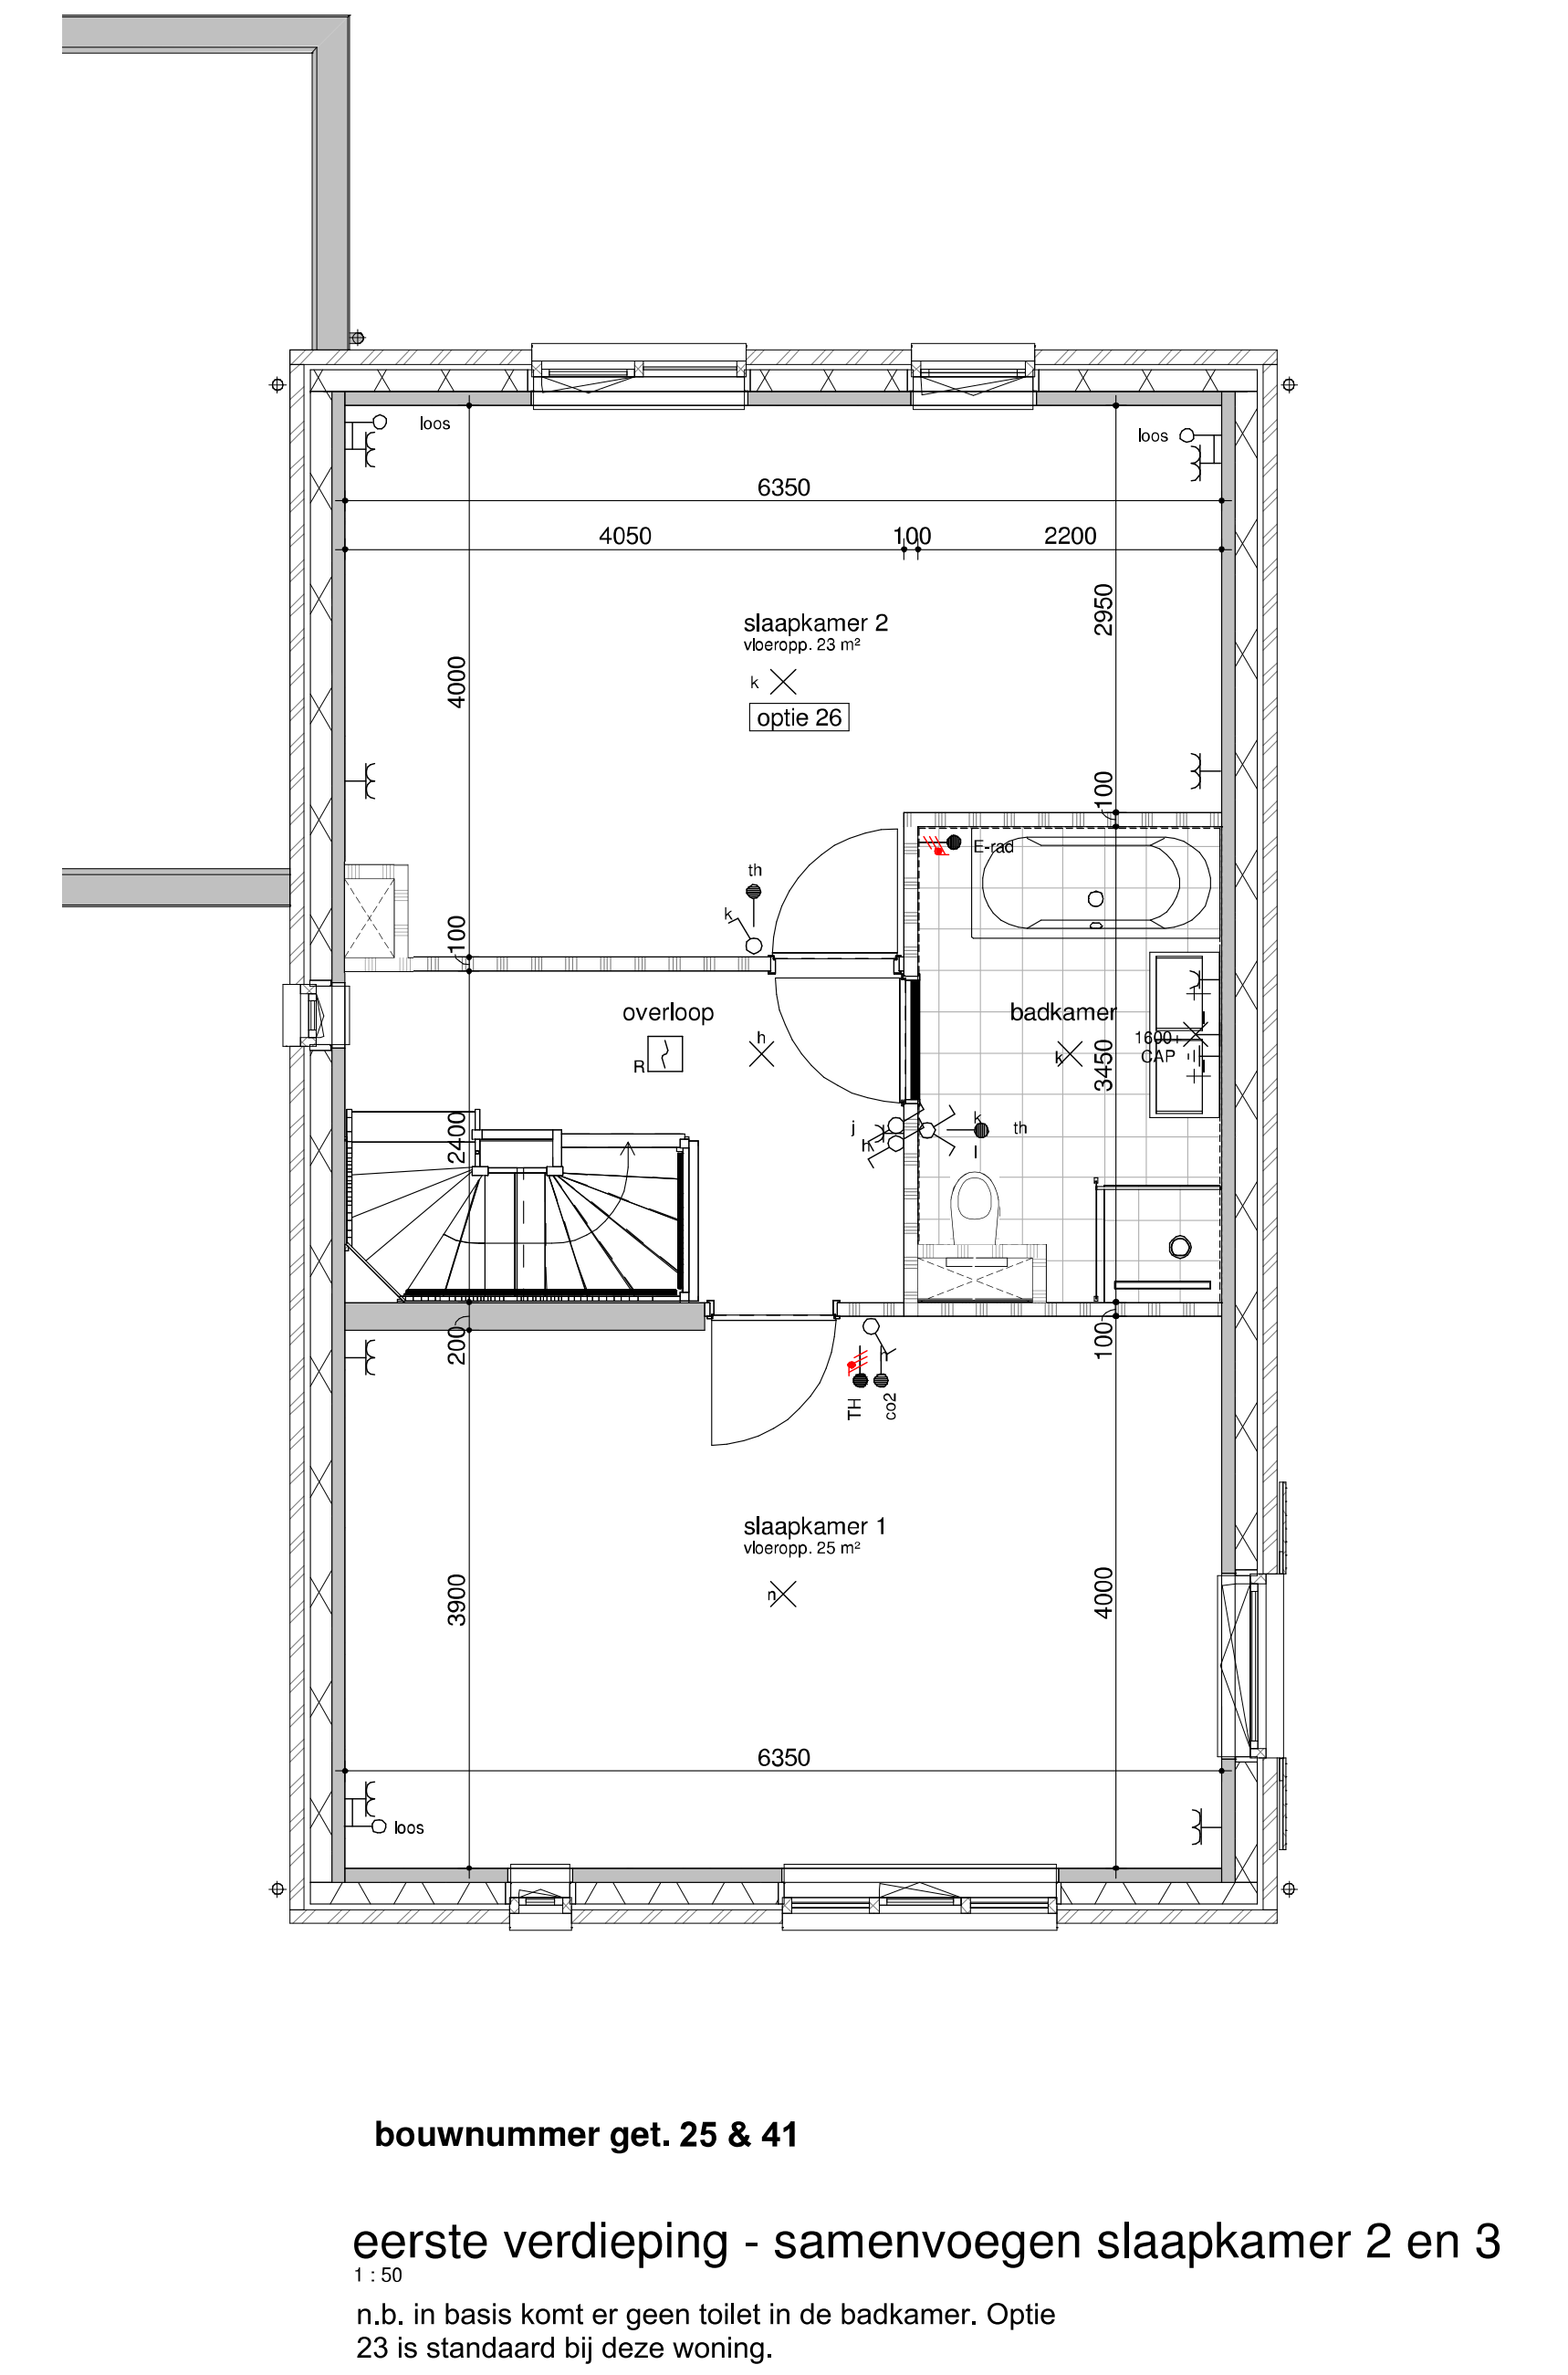 loos
loos
6350
4050
100
2200
2950
slaapkamer 2
vloeropp. 23 m²
4000
k
optie 26
100
E-rad
th
k
100
overloop
badkamer
h
R
1600+
CAP
k
3450
2400
j
h
k
th
l
200
100
h
TH
co2
slaapkamer 1
vloeropp. 25 m²
3900
n
4000
6350
loos
bouwnummer get. 25 & 41
eerste verdieping - samenvoegen slaapkamer 2 en 3
1 : 50
n.b. in basis komt er geen toilet in de badkamer. Optie
23 is standaard bij deze woning.